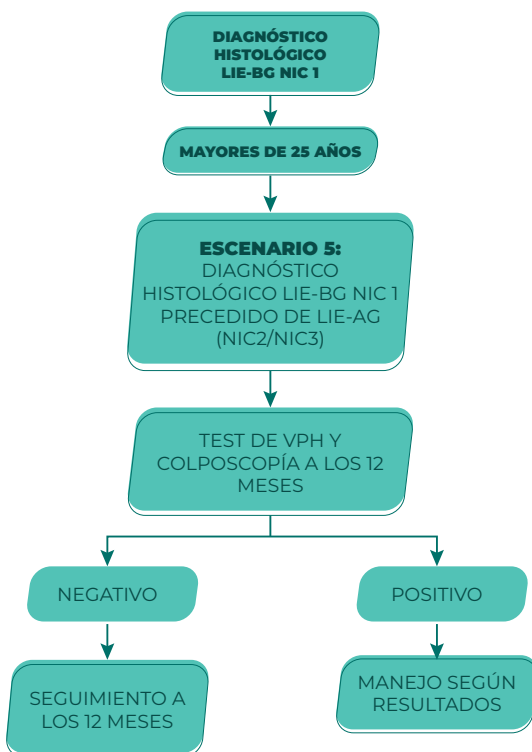 DIAGNÓSTICO
HISTOLÓGICO
LIE-BG NIC 1
MAYORES DE 25 AÑOS
ESCENARIO 5:
DIAGNÓSTICO
HISTOLÓGICO LIE-BG NIC 1
PRECEDIDO DE LIE-AG
(NIC2/NIC3)
TEST DE VPH Y
COLPOSCOPÍA A LOS 12
MESES
NEGATIVO
POSITIVO
SEGUIMIENTO A
LOS 12 MESES
MANEJO SEGÚN
RESULTADOS